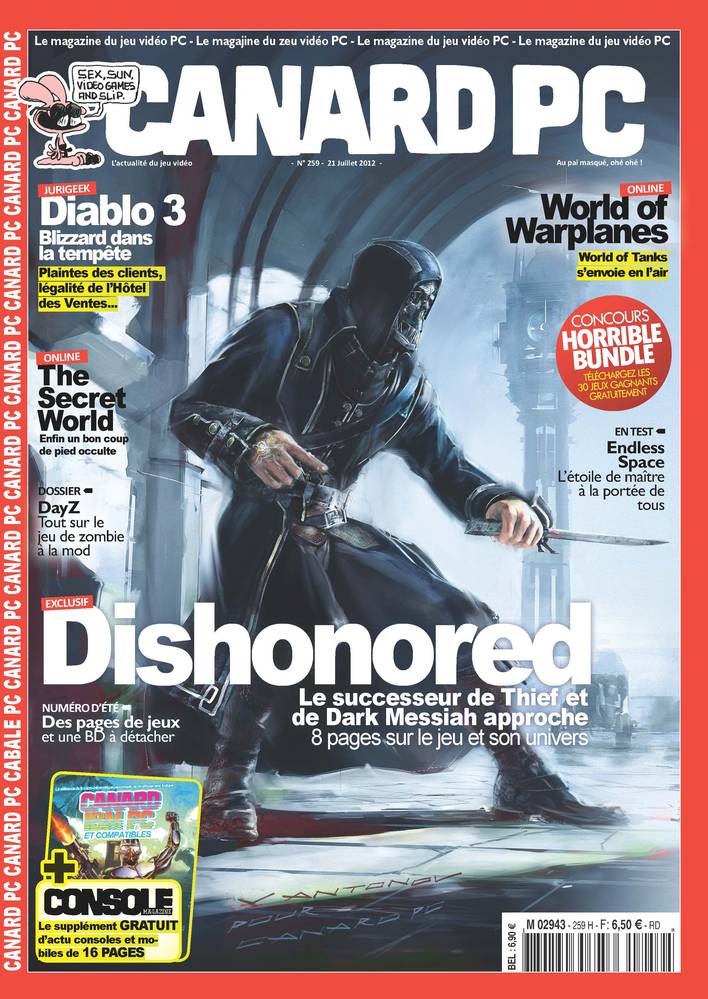 Le magazine du jeu vidéo PC - Le magajine du zeu vidéo PC - Le magazine du jeu vidéo PC - Le magazine du jeu vidéo PC
SEX, SUN,
VIDEO GAMES
AND SLIP.
CANARD PC
L'actualité du jeu vidéo
- N° 259 - 21 Juillet 2012 -
Au pal masqué, ohé ohé !
JURIGEEK
Diablo 3
Blizzard dans
la tempête
Plaintes des clients,
légalité de l'Hôtel
des Ventes...
ONLINE
World of
Warplanes
World of Tanks
s'envoie en l'air
CONCOURS
HORRIBLE
BUNDLE
TÉLÉCHARGEZ LES
30 JEUX GAGNANTS
GRATUITEMENT
ONLINE
The
Secret
World
Enfin un bon coup
de pied occulte
EN TEST
Endless
Space
L'étoile de maître
à la portée de
tous
DOSSIER
DayZ
Tout sur le
jeu de zombie
à la mod
EXCLUSIF
Dishonored
Le successeur de Thief et
de Dark Messiah approche
8 pages sur le jeu et son univers
NUMÉRO D'ÉTÉ
Des pages de jeux
et une BD à détacher
CANARD
IBM PC
ET COMPATIBLES
+
CONSOLE
MAGAZINE
Le supplément GRATUIT
d'actu consoles et mo-
biles de 16 PAGES
V ANTONOV
POUR
CANARD PC
BEL : 6,90 €
M 02943 - 259 H - F: 6,50 € - RD
CANARD PC CANARD PC CABALE PC CANARD PC CANARD PC CANARD PC CANARD PC CANARD PC CANARD PC